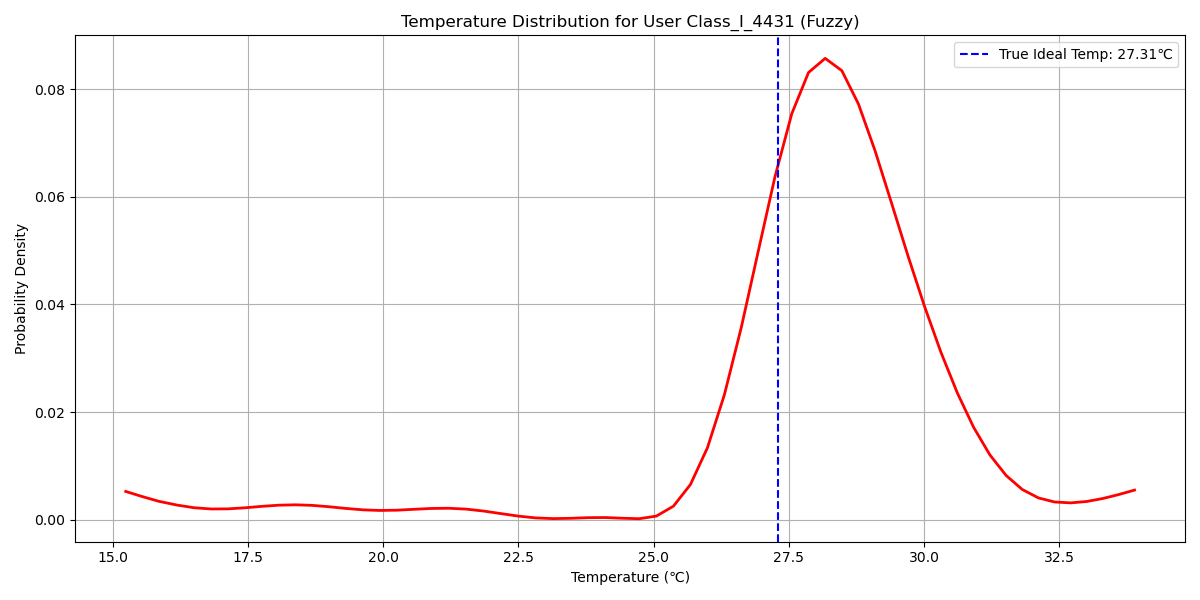 Temperature Distribution for User Class_I_4431 (Fuzzy)
True Ideal Temp: 27.31℃
Probability Density
0.08
0.06
0.04
0.02
0.00
15.0 17.5 20.0 22.5 25.0 27.5 30.0 32.5
Temperature (℃)